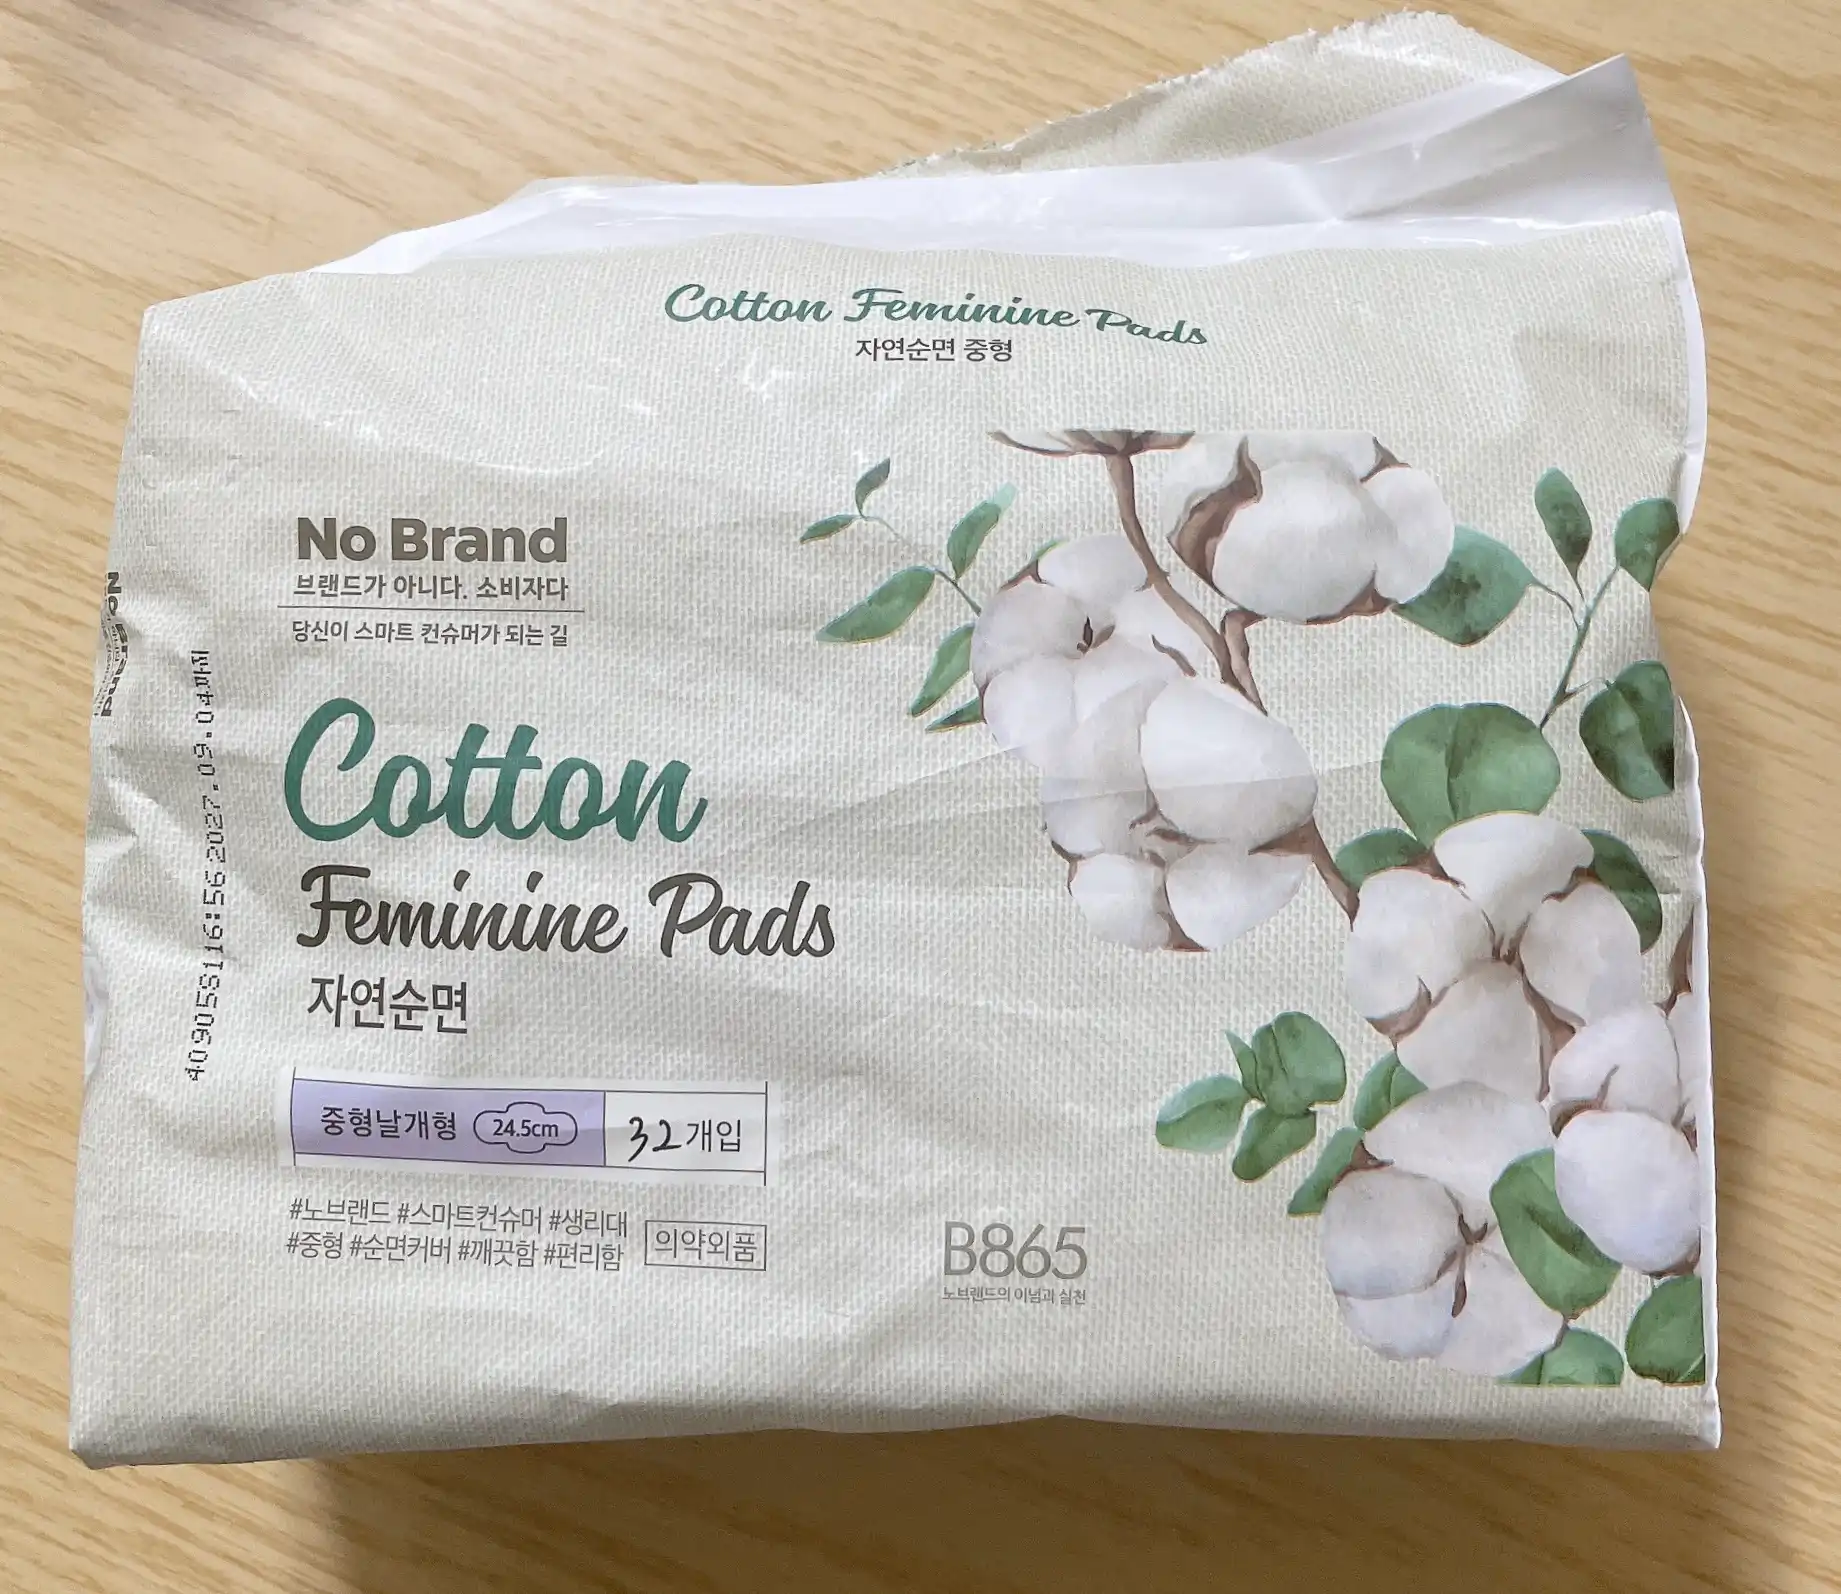 Cotton Feminine Pads
자연순면 중형
No Brand
브랜드가 아니다. 소비자다
당신이 스마트 컨슈머가 되는 길
No Brand
40905S116:56 2027.09.04까지
Cotton
Feminine Pads
자연순면
중형날개형 24.5cm 32개입
#노브랜드 #스마트컨슈머 #생리대
#중형 #순면커버 #깨끗함 #편리함
의약외품
B865
노브랜드의 이념과 실천